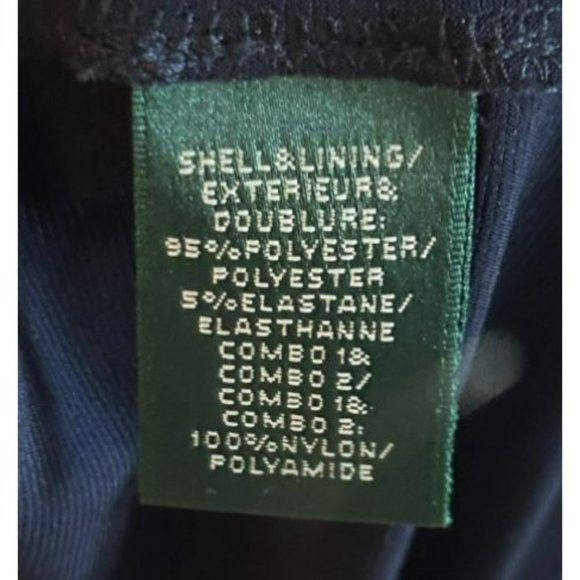 SHELL&LINING/
EXTERIEUR&
DOUBLURE:
95%POLYESTER/
POLYESTER
5%ELASTANE/
ELASTHANNE
COMBO 1&
COMBO 2/
COMBO 1&
COMBO 2:
100%NYLON/
POLYAMIDE